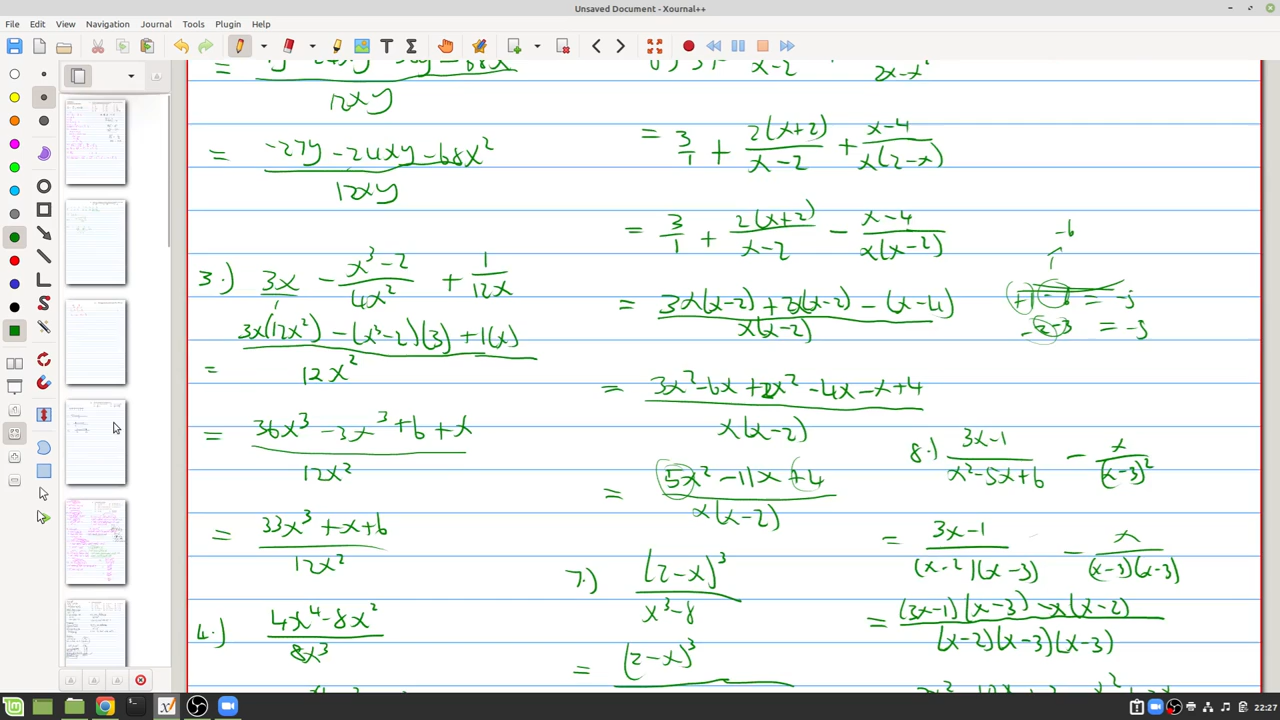 Unsaved Document - Xournal++
File Edit View Navigation Journal Tools Plugin Help
12xy
= -27y - 24xy - 68x²
12xy
3.) 3x/1 - (x³-2)/4x² + 1/12x
= (3x(12x²) - (x³-2)(3) + 1(x))/12x²
= (36x³ - 3x³ + 6 + x)/12x²
= (33x³ + x + 6)/12x²
4.) (4x⁴ - 8x²)/8x³
x-2
2x-x²
= 3/1 + 2(x+2)/(x-2) + (x-4)/x(2-x)
= 3/1 + 2(x+2)/(x-2) - (x-4)/x(x-2)
= (3x(x-2) + (x-2) - (x-4))/x(x-2)
= (3x² - 6x + 2x² - 4x - x + 4)/x(x-2)
= (5x² - 11x + 4)/x(x-2)
7.) (2-x)³/(x³-8)
= (2-x)³
-6
= -5
= -5
8.) (3x-1)/(x²-5x+6) - x/(x-3)²
= (3x-1)/(x-2)(x-3) - x/(x-3)(x-3)
= ((3x-1)(x-3) - x(x-2))/(x-2)(x-3)(x-3)
22:27